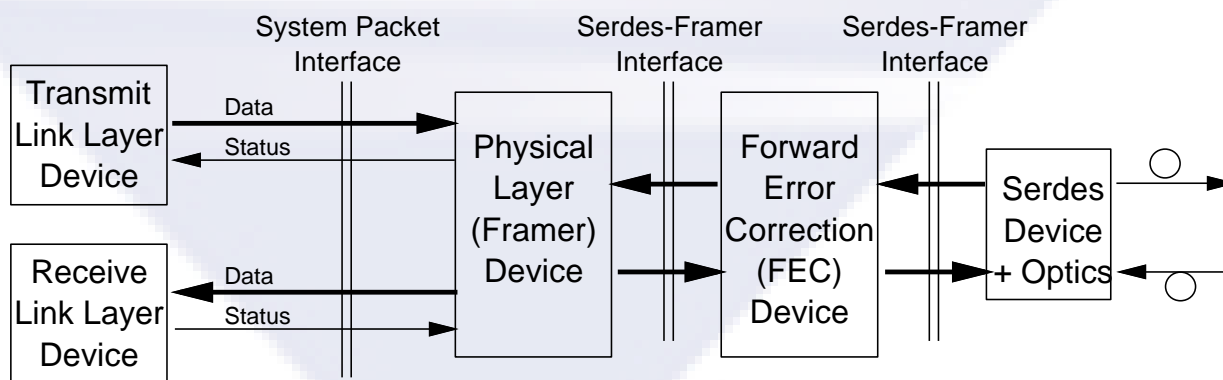 System Packet
Interface
Serdes-Framer
Interface
Serdes-Framer
Interface
Transmit
Link Layer
Device
Data
Status
Physical
Layer
(Framer)
Device
Forward
Error
Correction
(FEC)
Device
Serdes
Device
+ Optics
Receive
Link Layer
Device
Data
Status